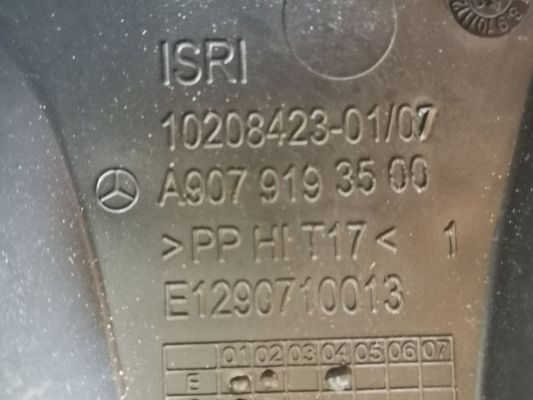 ISRI
10208423-01/07
A907 919 35 00
>PP HI T17< 1
E1290710013
01 02 03 04 05 06 07
E